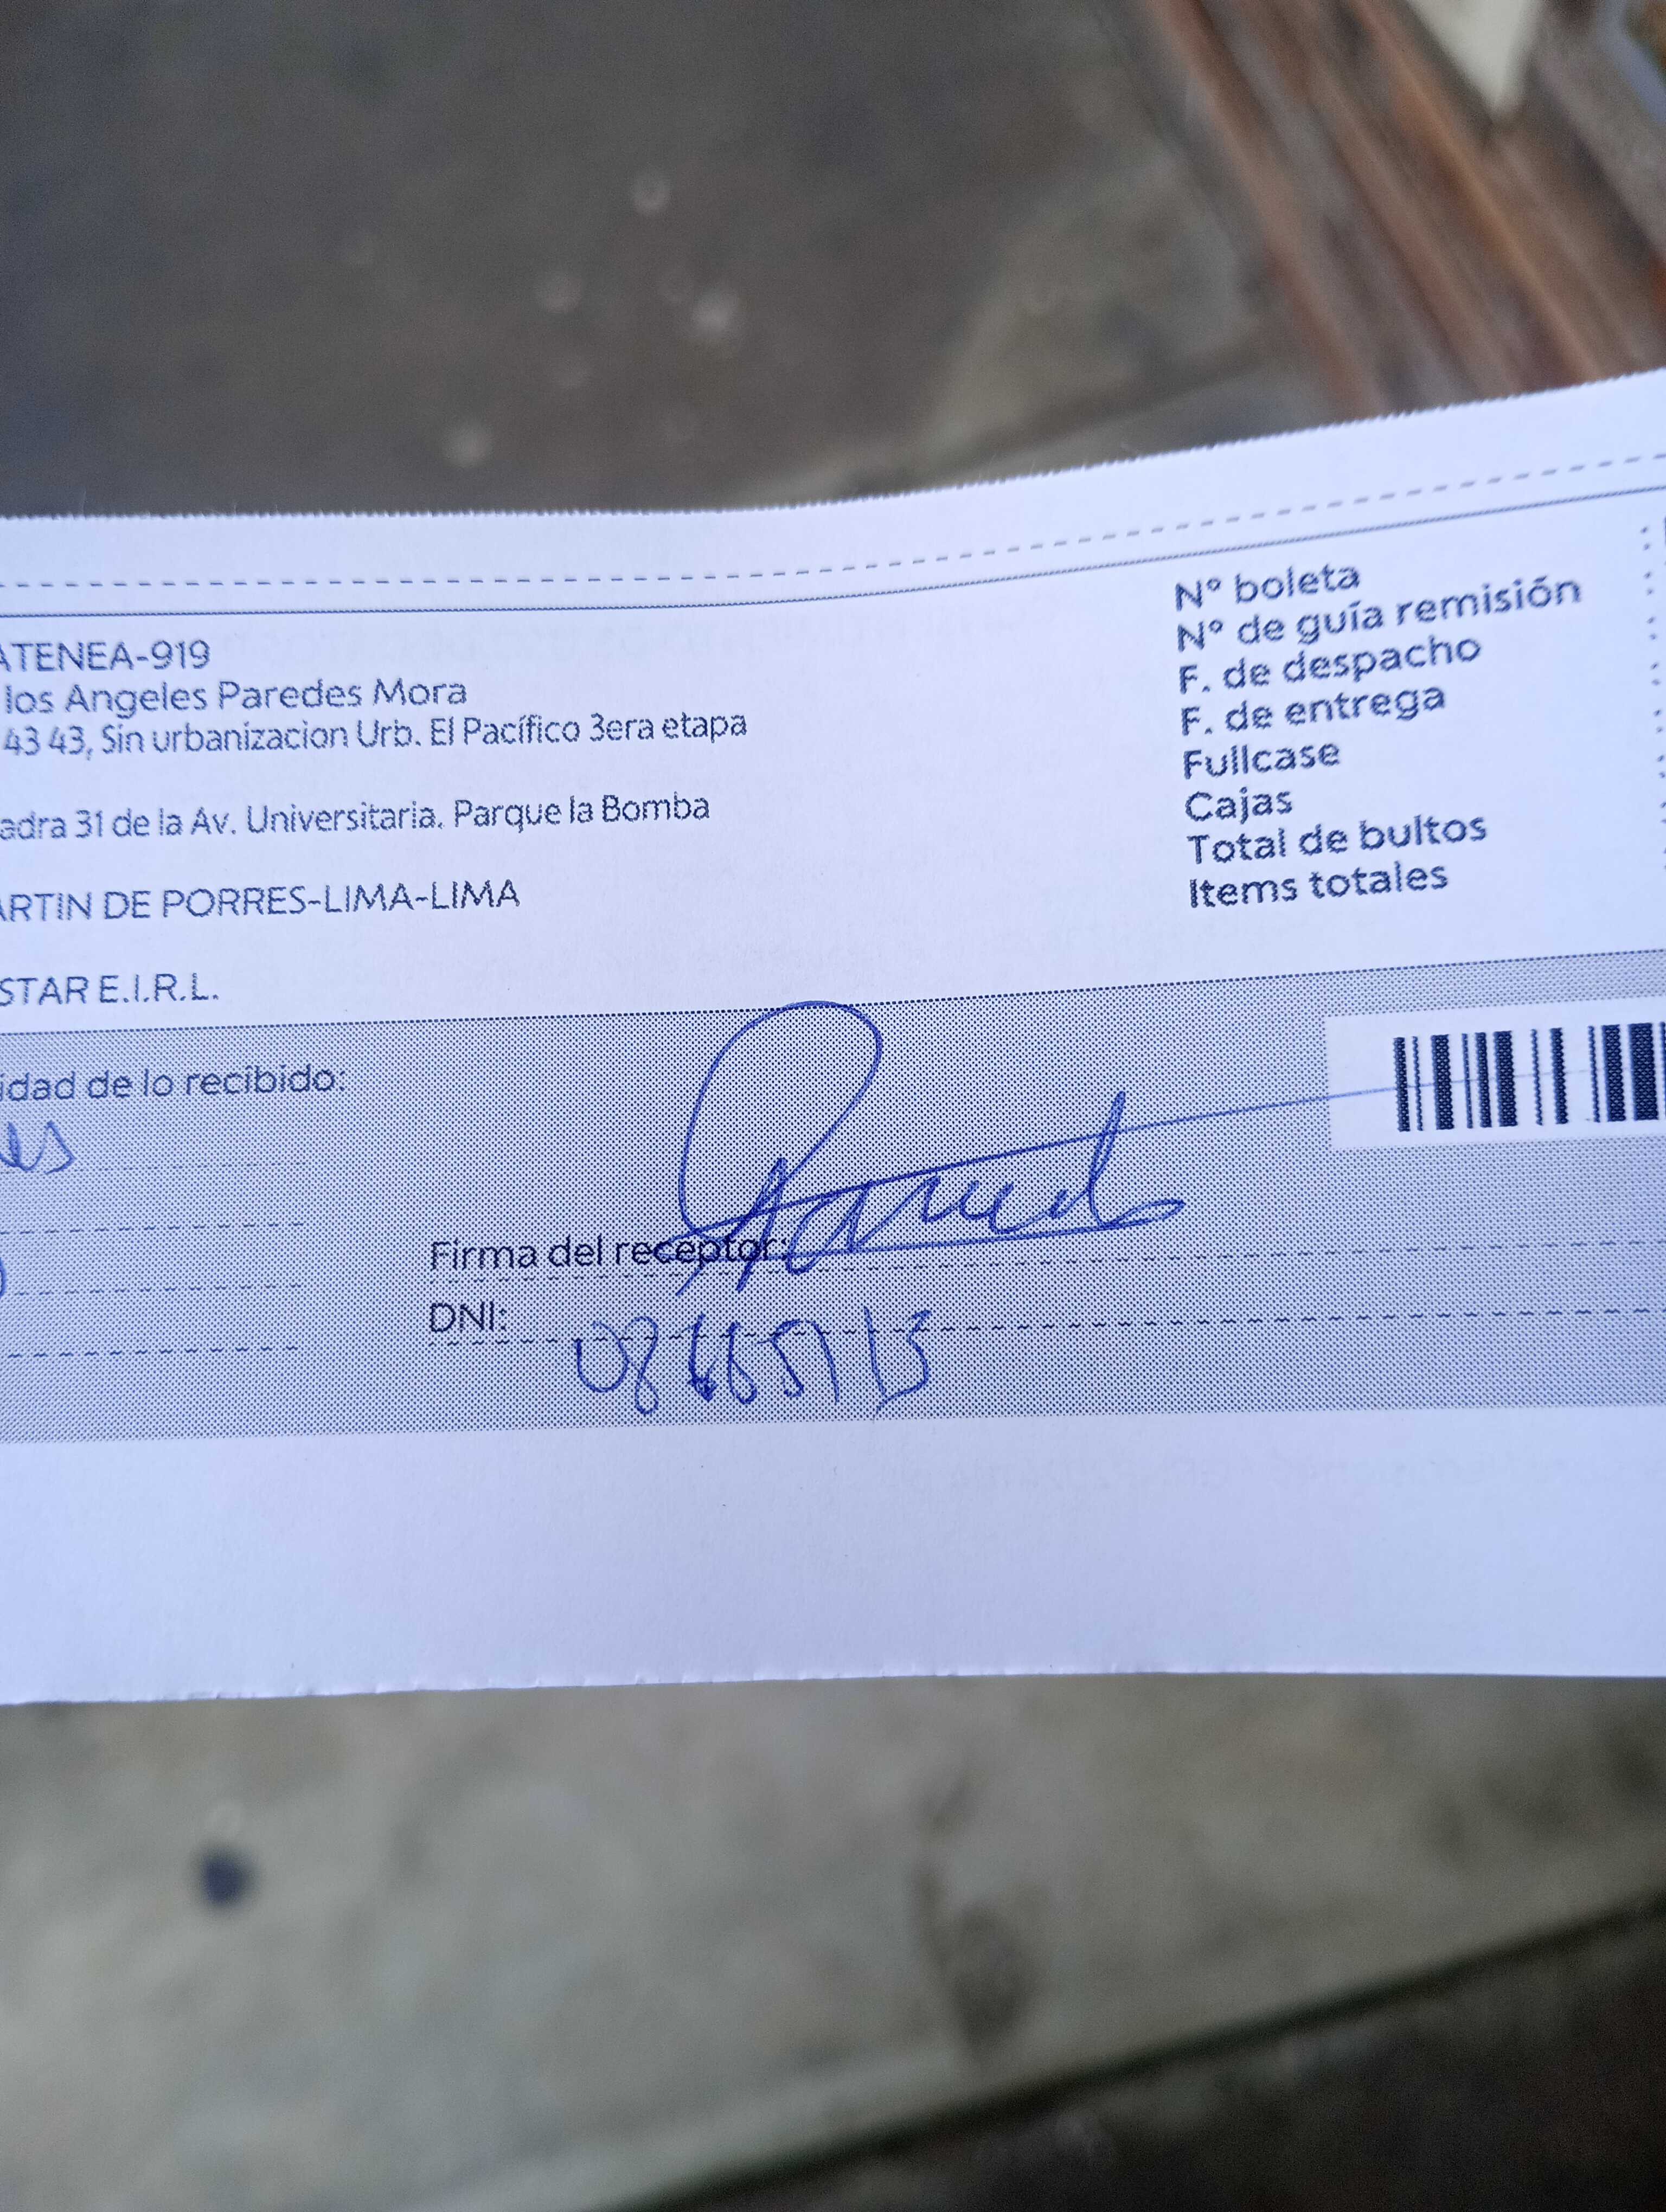 ATENEA-919
los Angeles Paredes Mora
43 43, Sin urbanizacion Urb. El Pacífico 3era etapa
adra 31 de la Av. Universitaria. Parque la Bomba
ARTIN DE PORRES-LIMA-LIMA
STAR E.I.R.L.
N° boleta :
N° de guía remisión :
F. de despacho :
F. de entrega :
Fullcase :
Cajas :
Total de bultos :
Items totales :
idad de lo recibido:
es
Firma del receptor:
DNI: